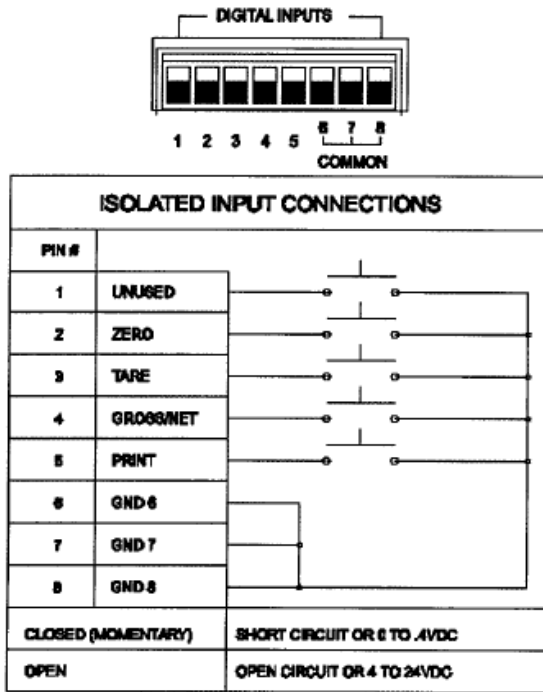 DIGITAL INPUTS
1 2 3 4 5 6 7 8
COMMON
ISOLATED INPUT CONNECTIONS
PIN #
1 UNUSED
2 ZERO
3 TARE
4 GROSS/NET
5 PRINT
6 GND 6
7 GND 7
8 GND 8
CLOSED (MOMENTARY) SHORT CIRCUIT OR 0 TO .4VDC
OPEN OPEN CIRCUIT OR 4 TO 24VDC